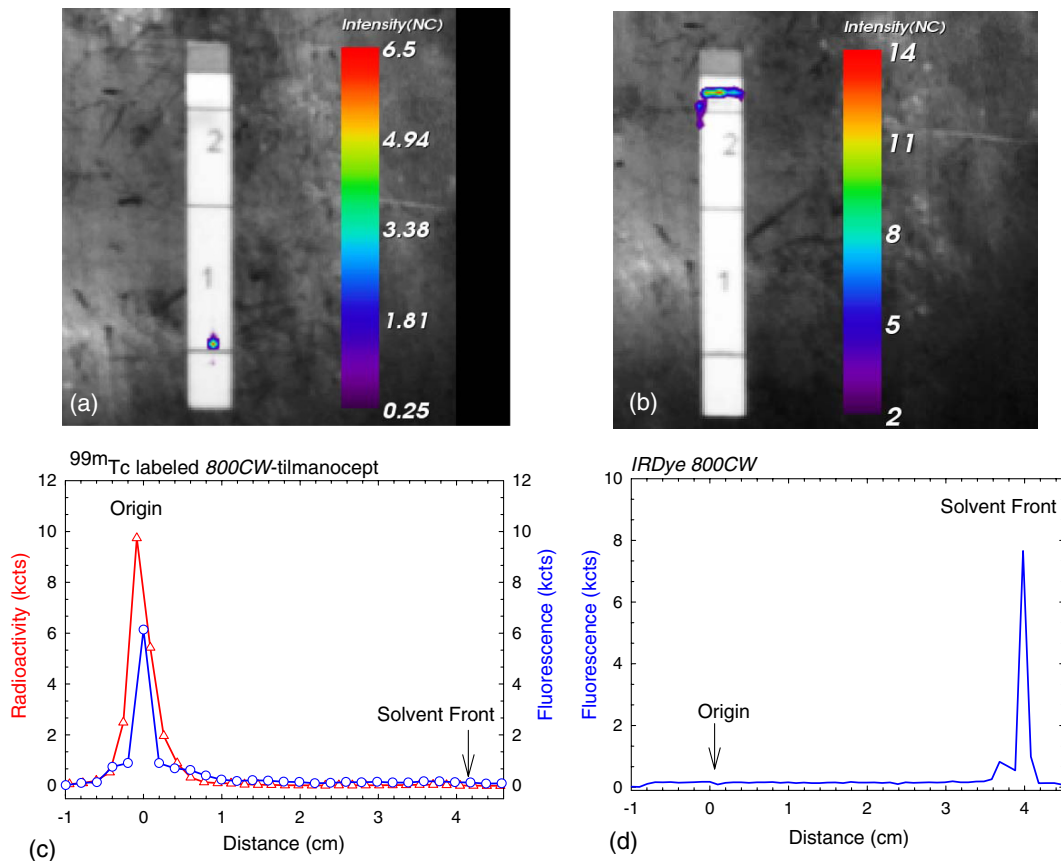 Intensity(NC)
6.5
4.94
3.38
1.81
0.25
2
1
(a)
Intensity(NC)
14
11
8
5
2
2
1
(b)
99mTc labeled 800CW-tilmanocept
12
10
8
6
4
2
0
Radioactivity (kcts)
Origin
Solvent Front
12
10
8
6
4
2
0
Fluorescence (kcts)
-1 0 1 2 3 4
Distance (cm)
(c)
IRDye 800CW
10
8
6
4
2
0
Fluorescence (kcts)
Solvent Front
Origin
-1 0 1 2 3 4
Distance (cm)
(d)